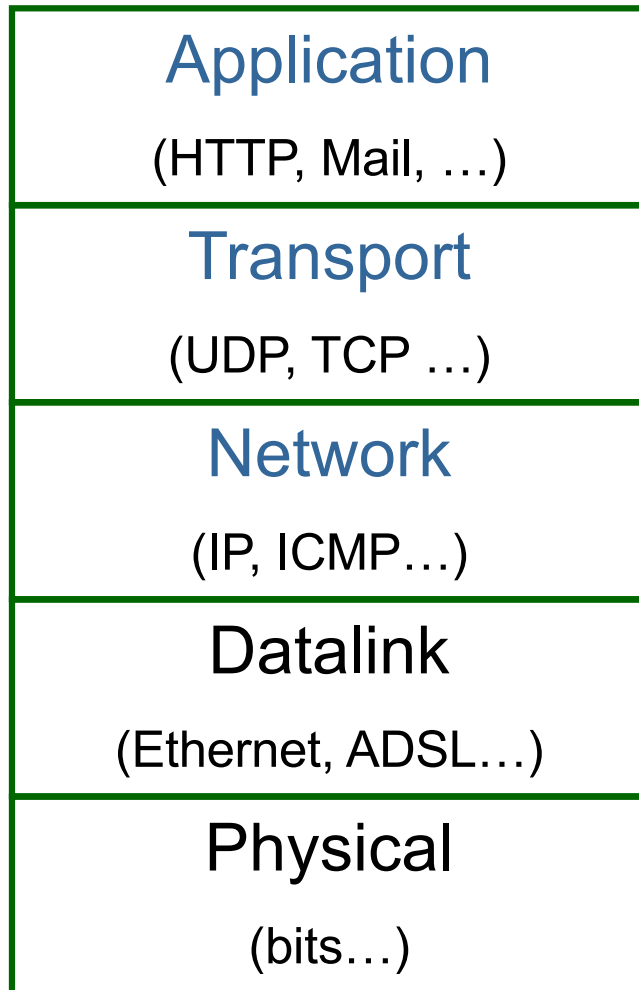 Application
(HTTP, Mail, …)
Transport
(UDP, TCP …)
Network
(IP, ICMP…)
Datalink
(Ethernet, ADSL…)
Physical
(bits…)